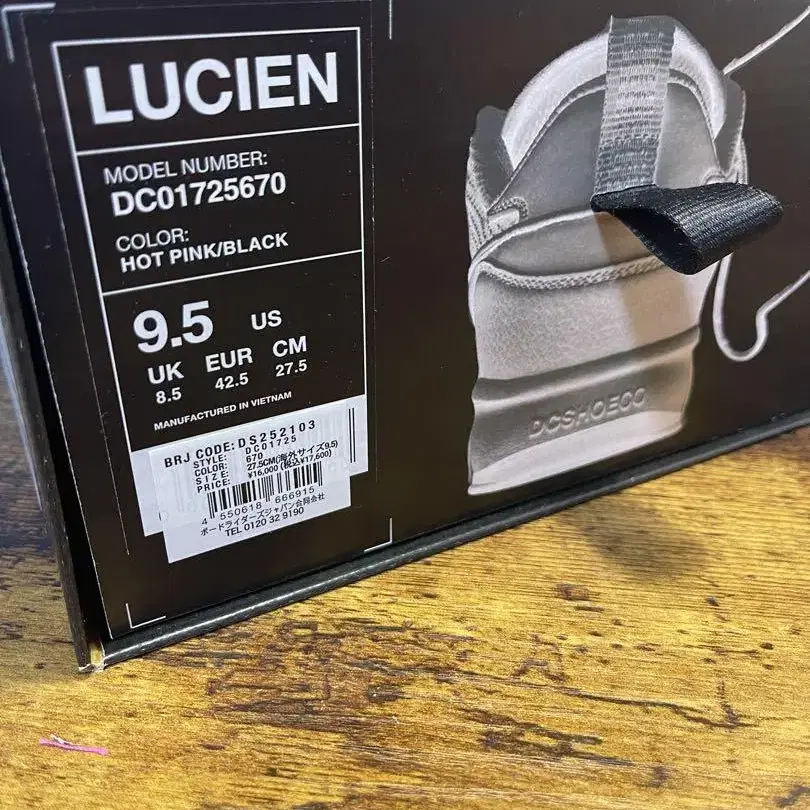 LUCIEN
MODEL NUMBER:
DC01725670
COLOR:
HOT PINK/BLACK
9.5 US
UK EUR CM
8.5 42.5 27.5
MANUFACTURED IN VIETNAM
BRJ CODE: DS252103
STYLE: DC01725
COLOR: 670
SIZE: 27.5CM(海外サイズ9.5)
PRICE: ¥16,000 (税込¥17,600)
4 550618 666915
ボードライダーズジャパン合同会社
TEL 0120 32 9190
DCSHOECO